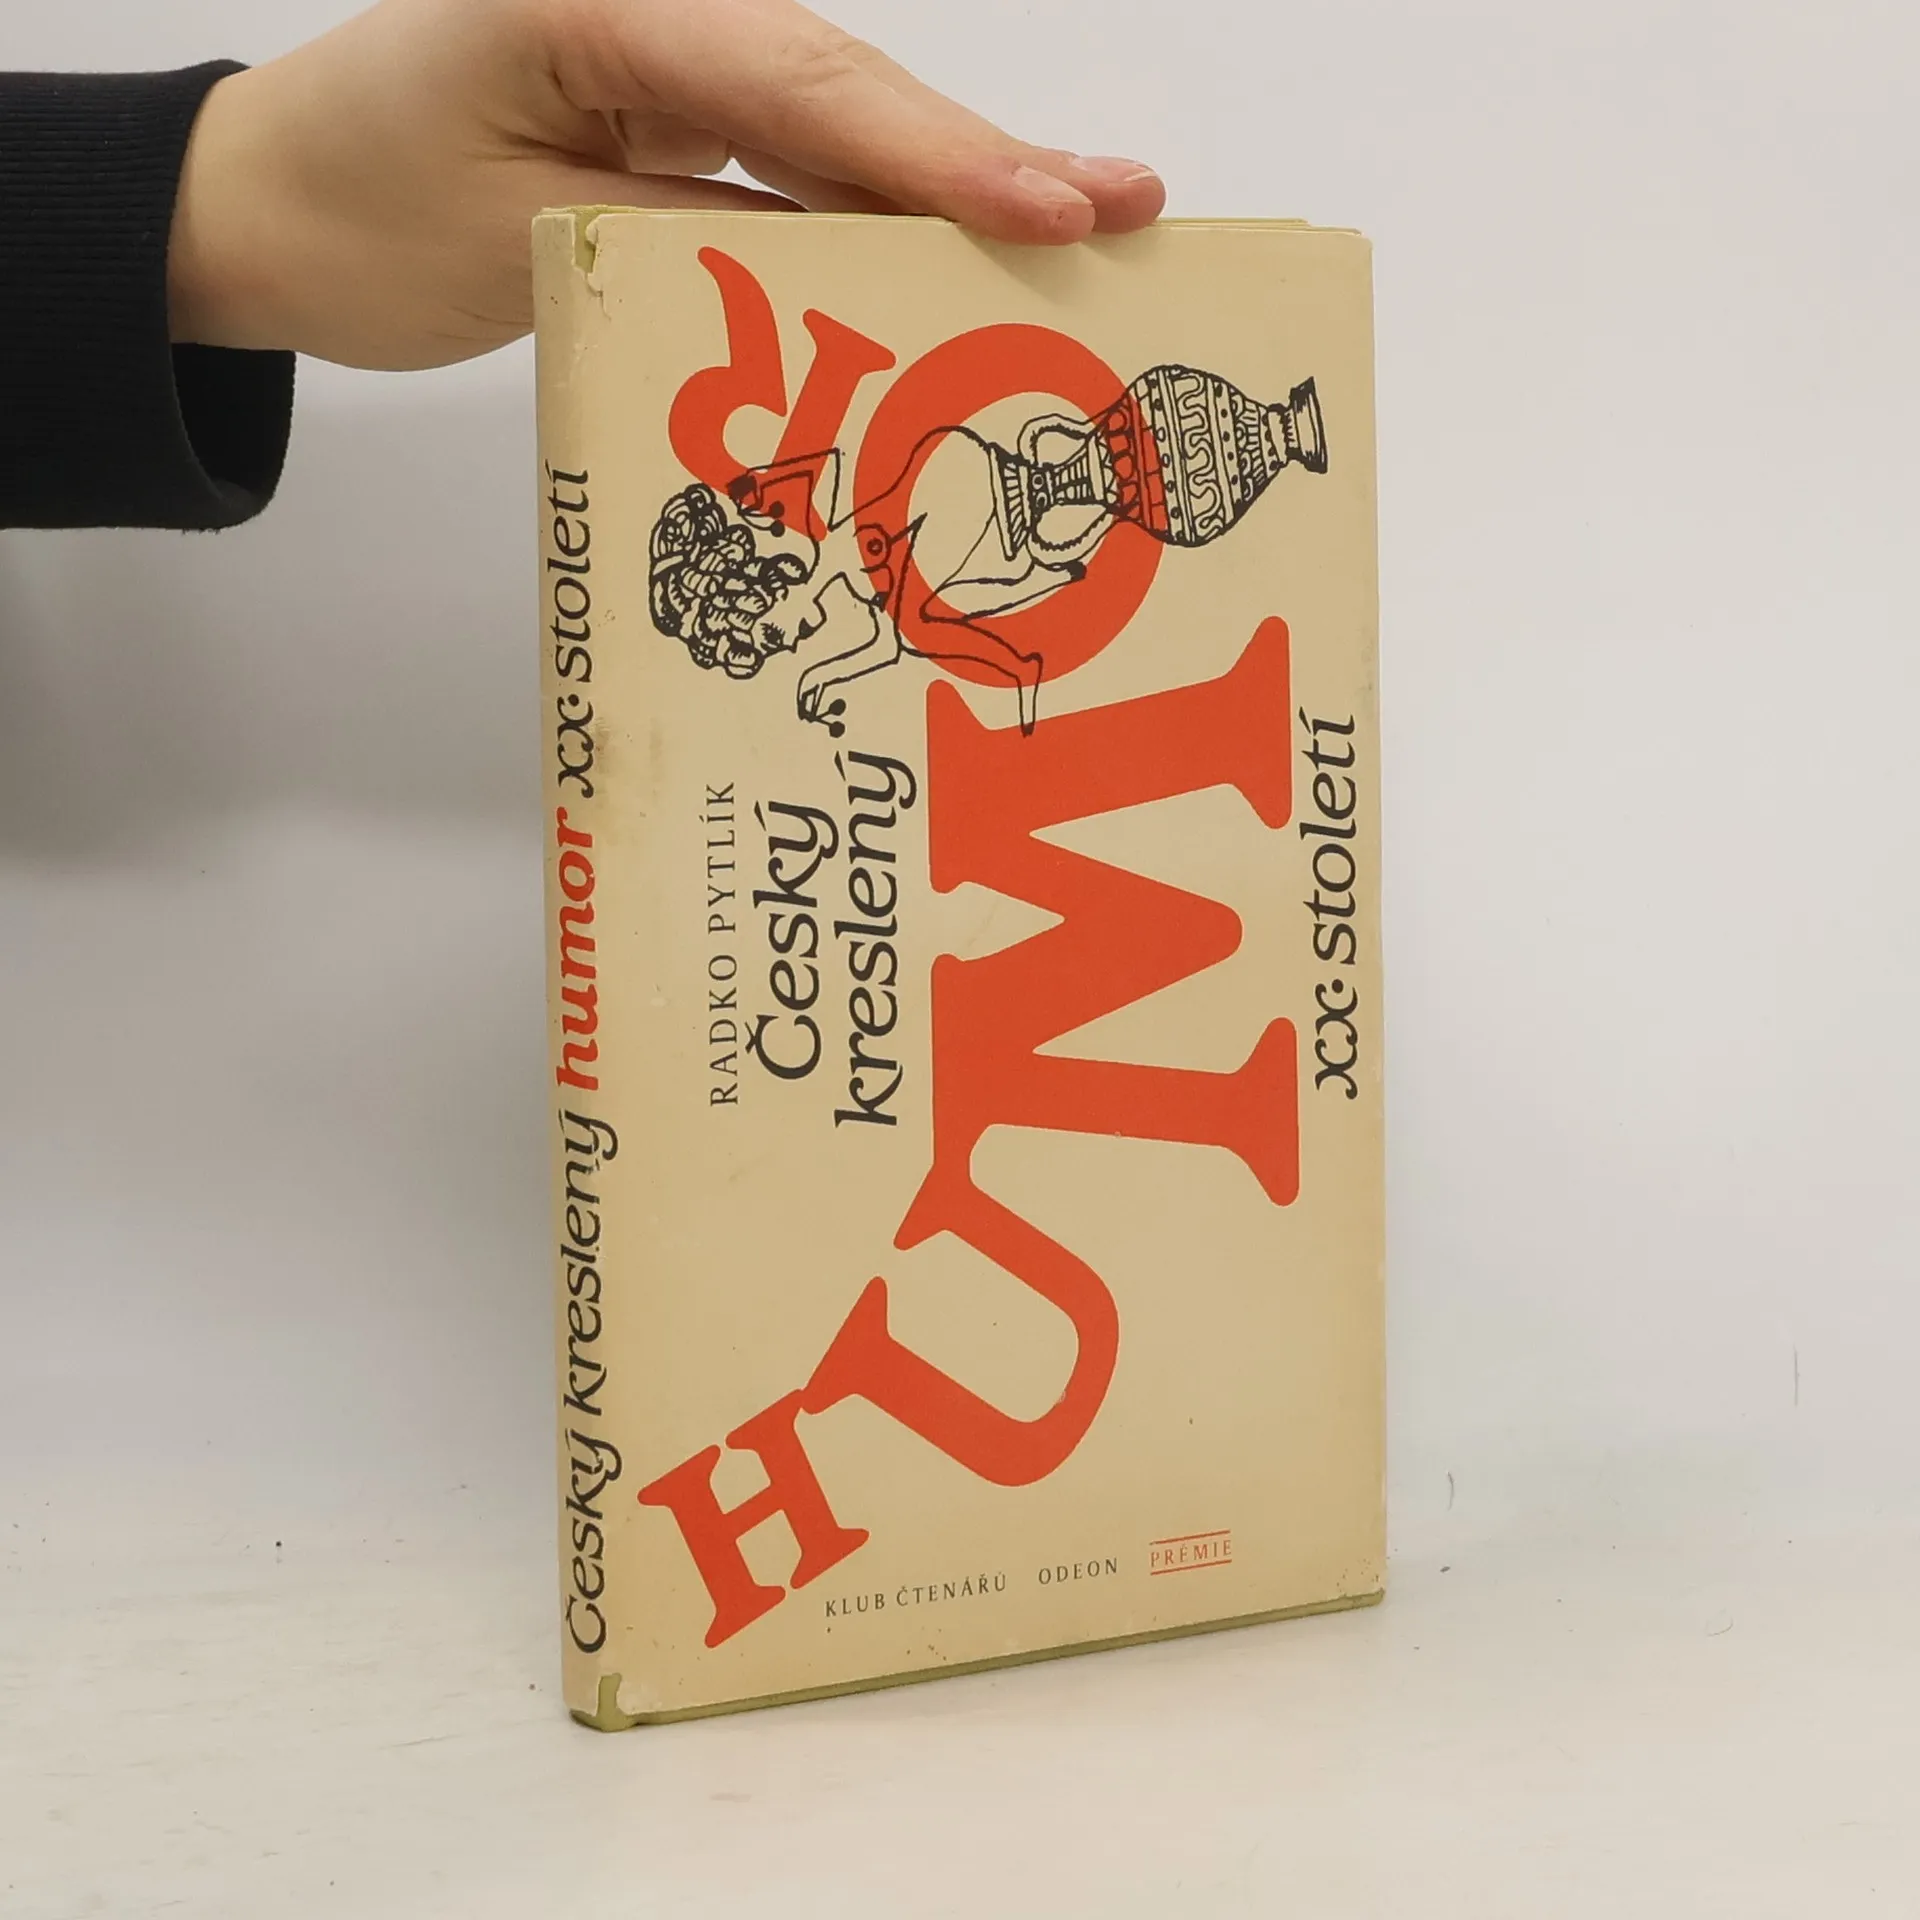 Český kreslený humor xx. století
RADKO PYTLÍK
Český
kreslený
HUMOR
xx. století
KLUB ČTENÁŘŮ ODEON PRÉMIE